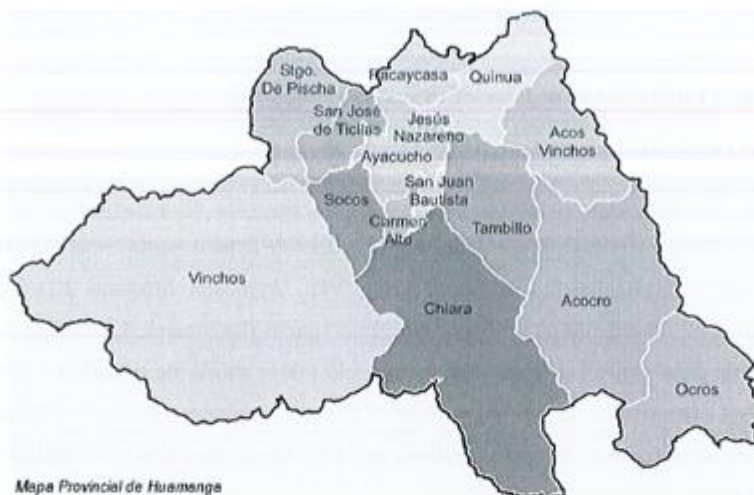 Stgo.
De Pischa
Pacaycasa
Quinua
San José
de Ticllas
Jesús
Nazareno
Acos
Vinchos
Ayacucho
San Juan
Bautista
Socos
Carmen
Alto
Tambillo
Vinchos
Chiara
Acocro
Ocros
Mapa Provincial de Huamanga